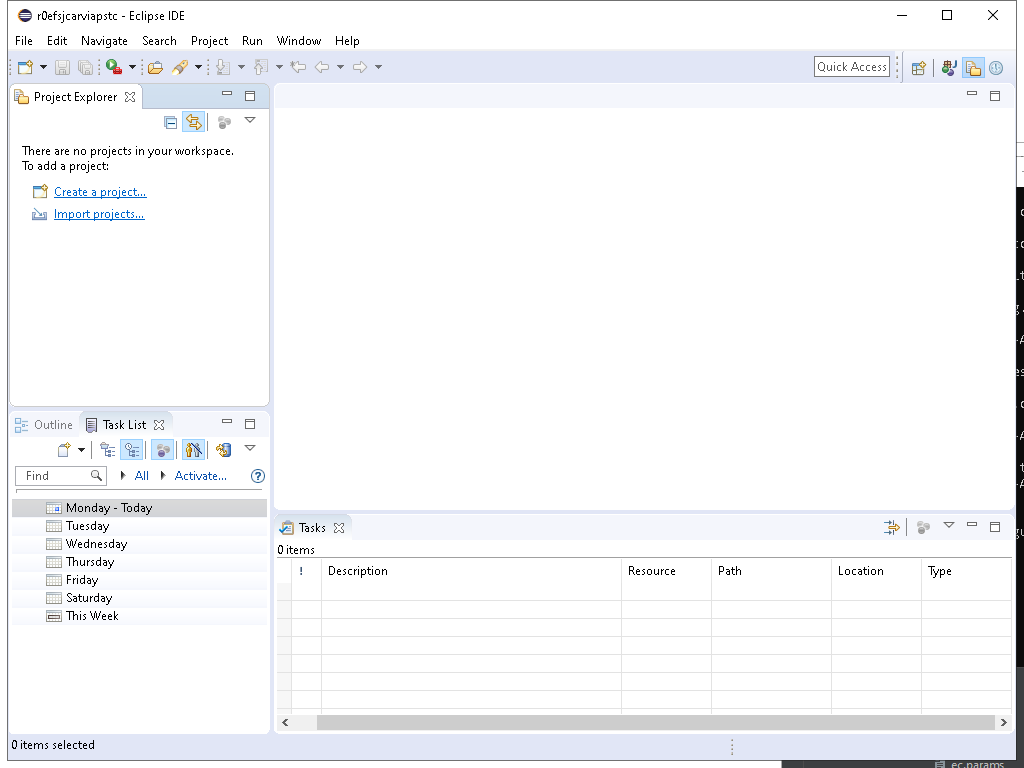 r0efsjcarviapstc - Eclipse IDE
File Edit Navigate Search Project Run Window Help
Quick Access
Project Explorer
There are no projects in your workspace.
To add a project:
Create a project...
Import projects...
Outline Task List
Find All Activate...
Monday - Today
Tuesday
Wednesday
Thursday
Friday
Saturday
This Week
Tasks
0 items
! Description Resource Path Location Type
0 items selected
ec.params